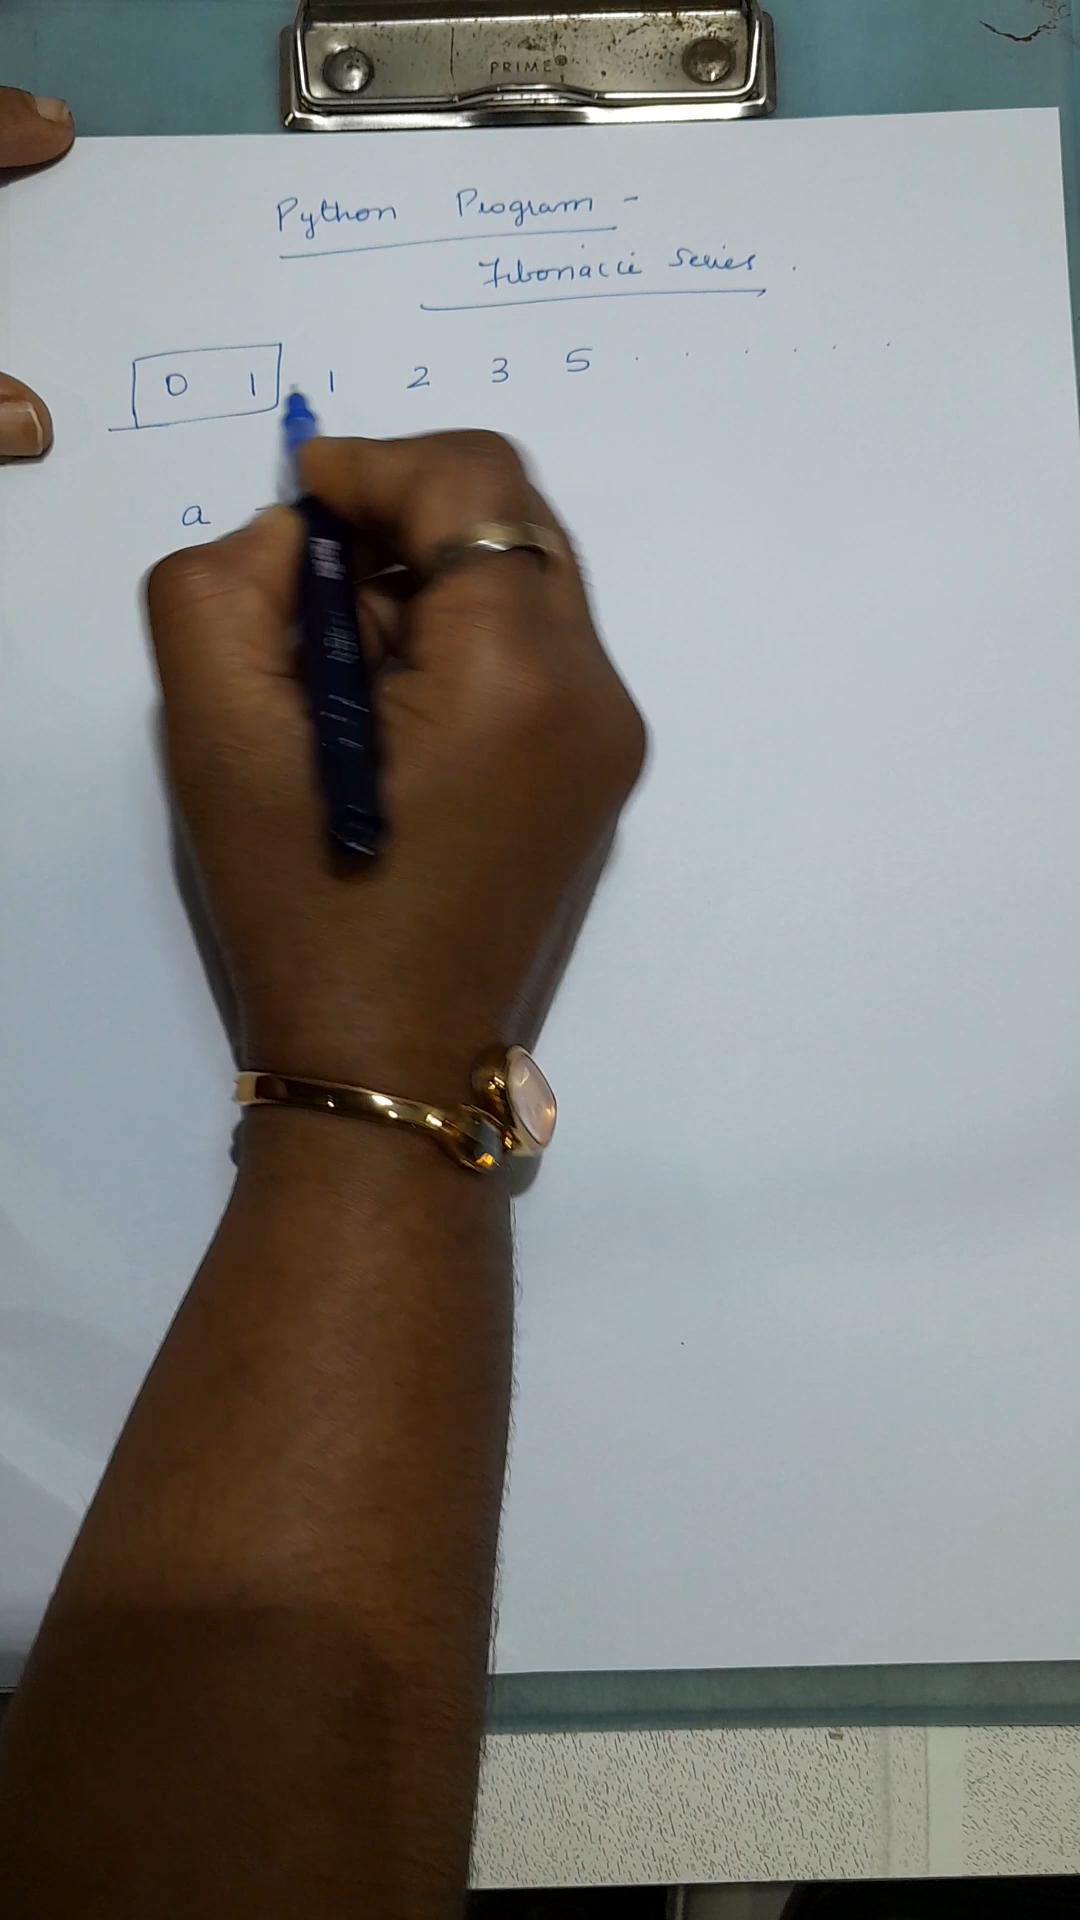 PRIME®
Python Program -
Fibonacci Series.
0 1 1 2 3 5 . . . . . .
a